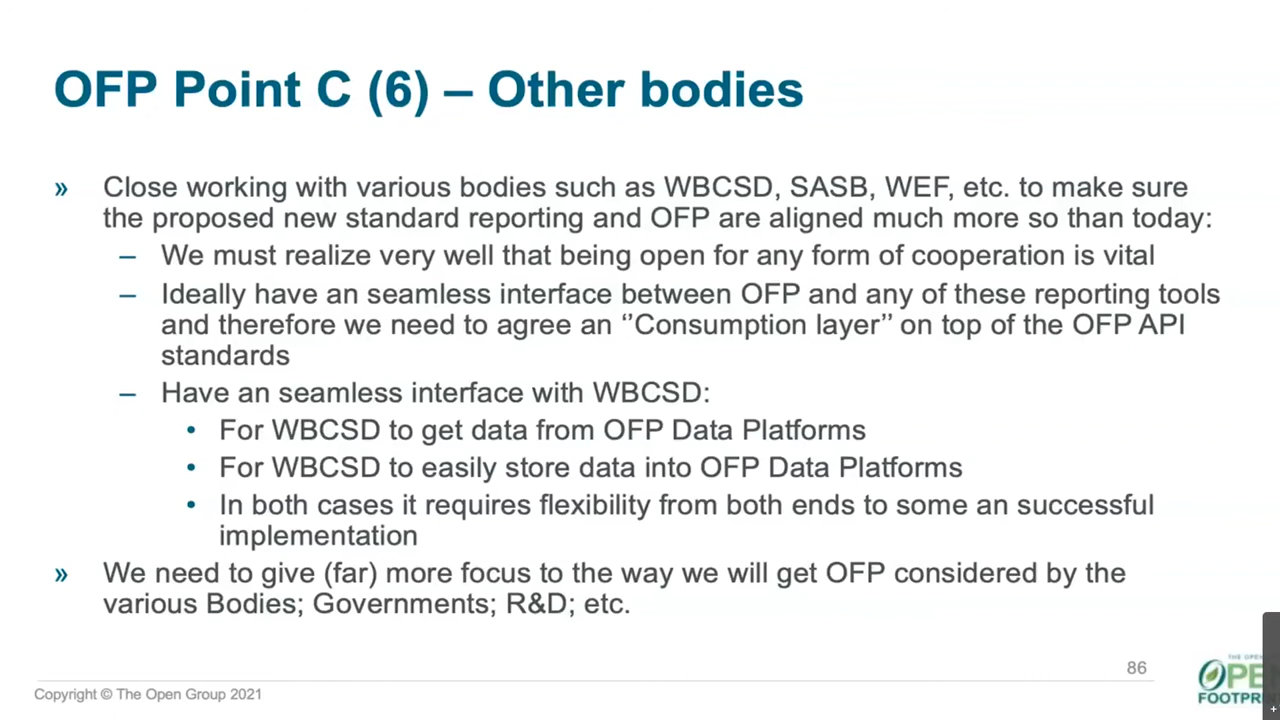 OFP Point C (6) – Other bodies
» Close working with various bodies such as WBCSD, SASB, WEF, etc. to make sure
the proposed new standard reporting and OFP are aligned much more so than today:
– We must realize very well that being open for any form of cooperation is vital
– Ideally have an seamless interface between OFP and any of these reporting tools
and therefore we need to agree an ‘’Consumption layer’’ on top of the OFP API
standards
– Have an seamless interface with WBCSD:
• For WBCSD to get data from OFP Data Platforms
• For WBCSD to easily store data into OFP Data Platforms
• In both cases it requires flexibility from both ends to some an successful
implementation
» We need to give (far) more focus to the way we will get OFP considered by the
various Bodies; Governments; R&D; etc.
86
Copyright © The Open Group 2021
THE OPEN
OPE
FOOTPRI